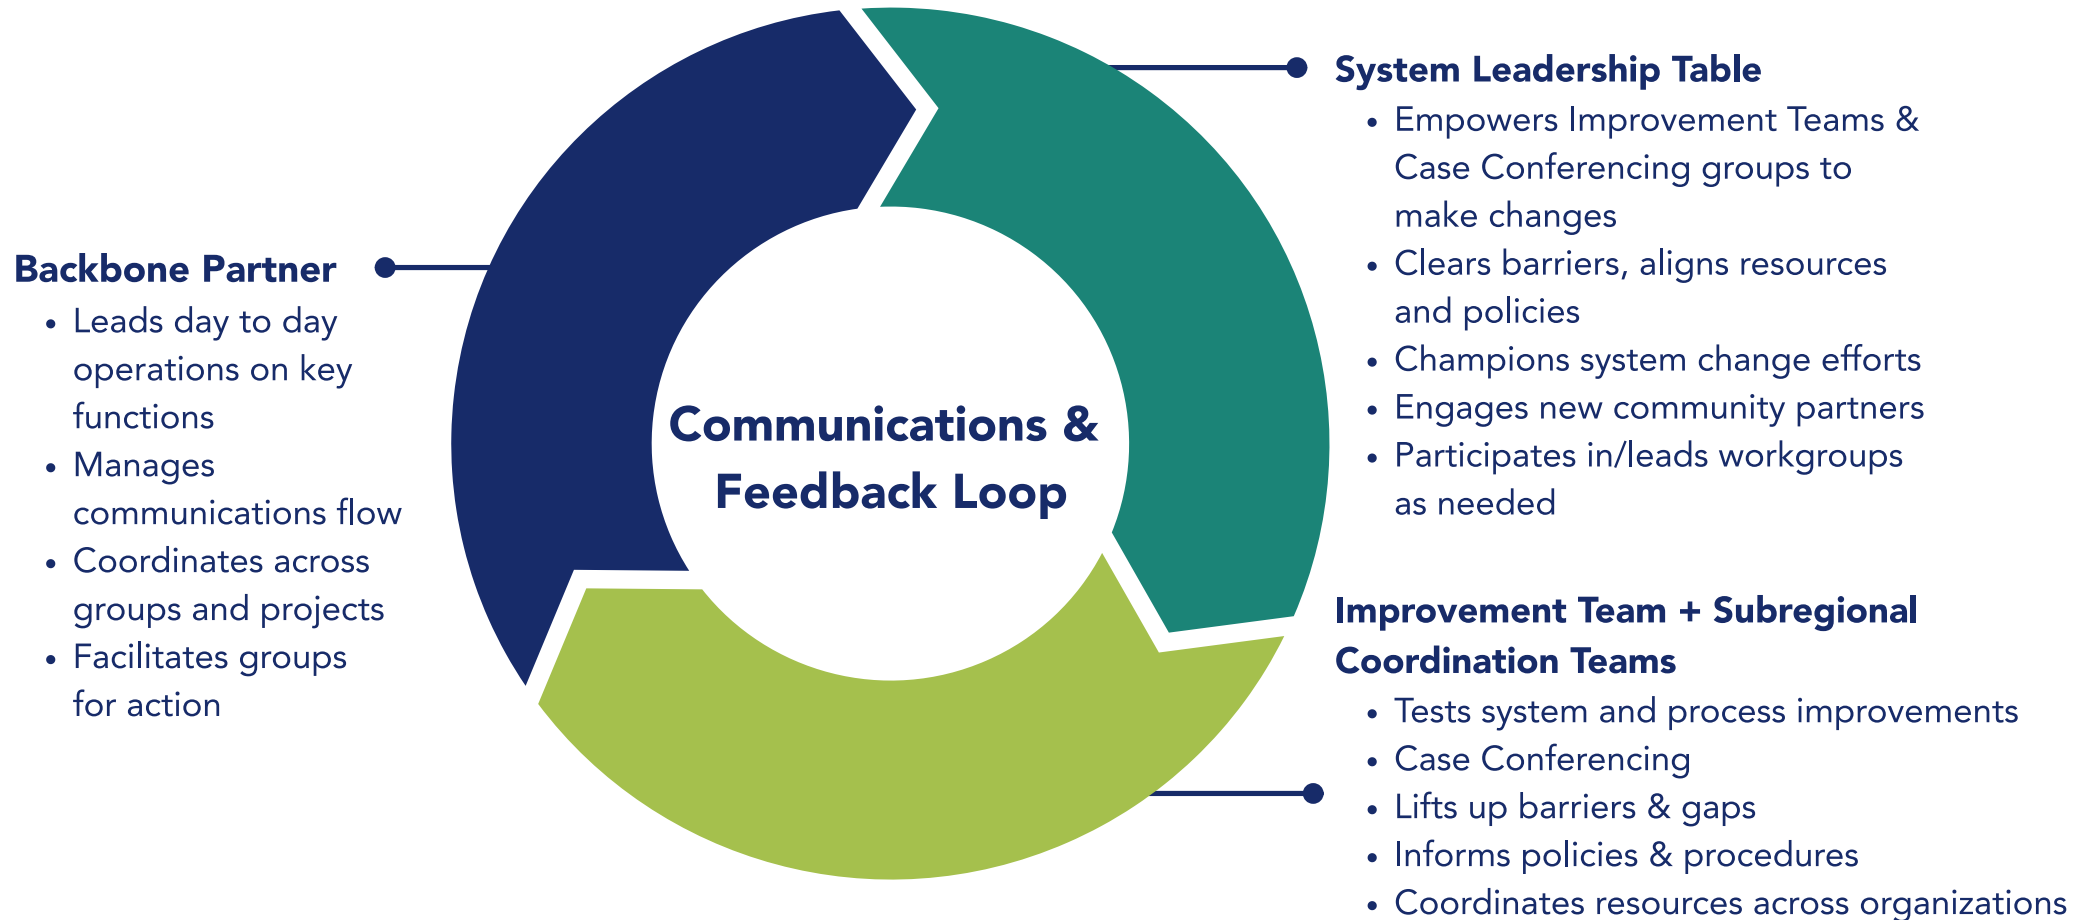 Backbone Partner
• Leads day to day
operations on key
functions
• Manages
communications flow
• Coordinates across
groups and projects
• Facilitates groups
for action
Communications &
Feedback Loop
System Leadership Table
• Empowers Improvement Teams &
Case Conferencing groups to
make changes
• Clears barriers, aligns resources
and policies
• Champions system change efforts
• Engages new community partners
• Participates in/leads workgroups
as needed
Improvement Team + Subregional
Coordination Teams
• Tests system and process improvements
• Case Conferencing
• Lifts up barriers & gaps
• Informs policies & procedures
• Coordinates resources across organizations